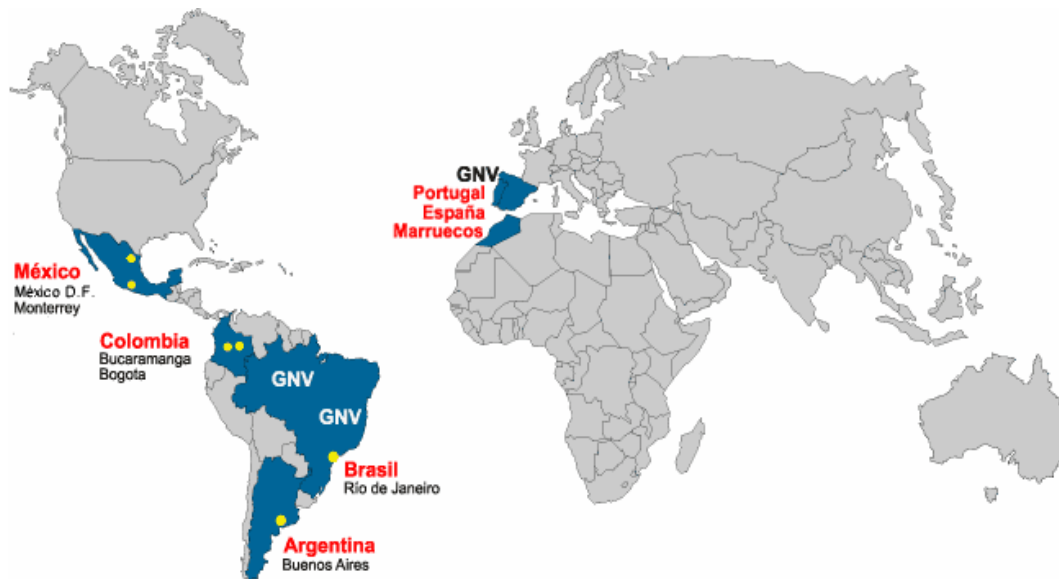 GNV
Portugal
España
Marruecos
México
México D.F.
Monterrey
Colombia
Bucaramanga
Bogota
GNV
GNV
Brasil
Río de Janeiro
Argentina
Buenos Aires